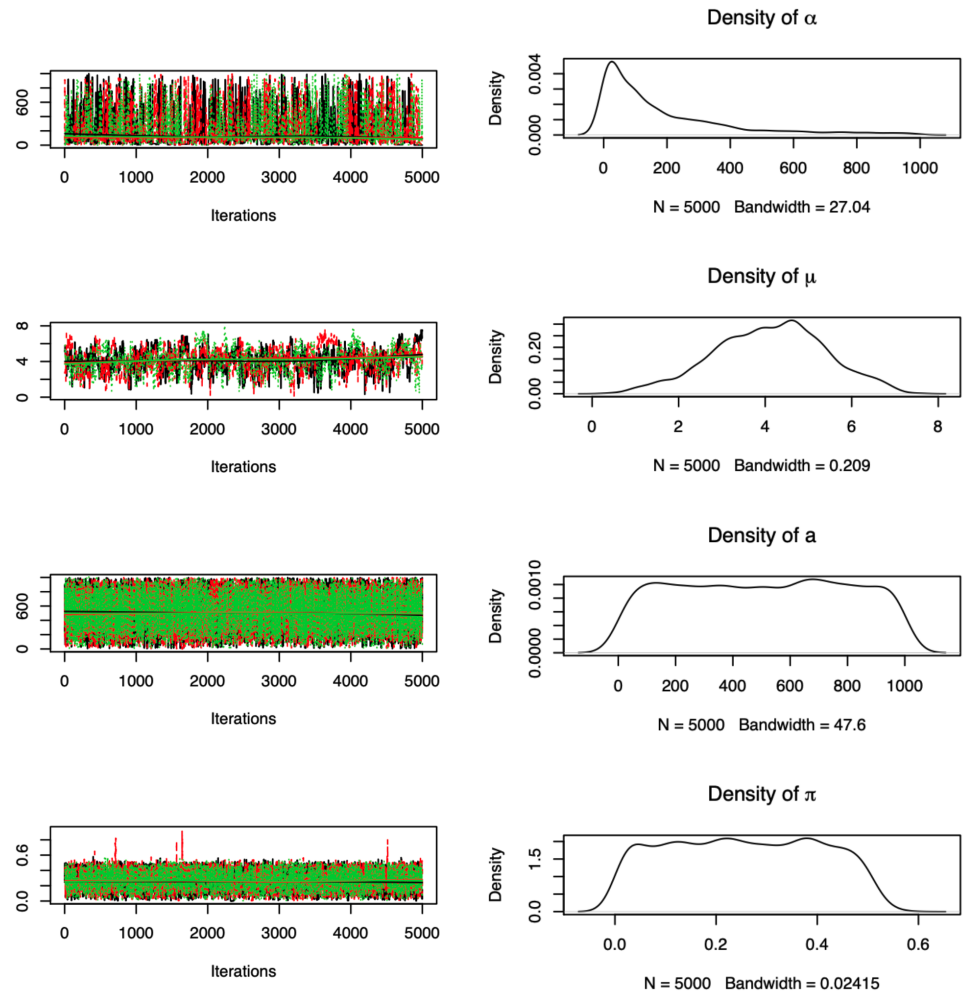 Density of α
600
0
0 1000 2000 3000 4000 5000
Iterations
Density
0.004
0.000
0 200 400 600 800 1000
N = 5000 Bandwidth = 27.04
Density of μ
8
4
0
0 1000 2000 3000 4000 5000
Iterations
Density
0.20
0.00
0 2 4 6 8
N = 5000 Bandwidth = 0.209
Density of a
600
0
0 1000 2000 3000 4000 5000
Iterations
Density
0.0010
0.0000
0 200 400 600 800 1000
N = 5000 Bandwidth = 47.6
Density of π
0.6
0.0
0 1000 2000 3000 4000 5000
Iterations
Density
1.5
0.0
0.0 0.2 0.4 0.6
N = 5000 Bandwidth = 0.02415